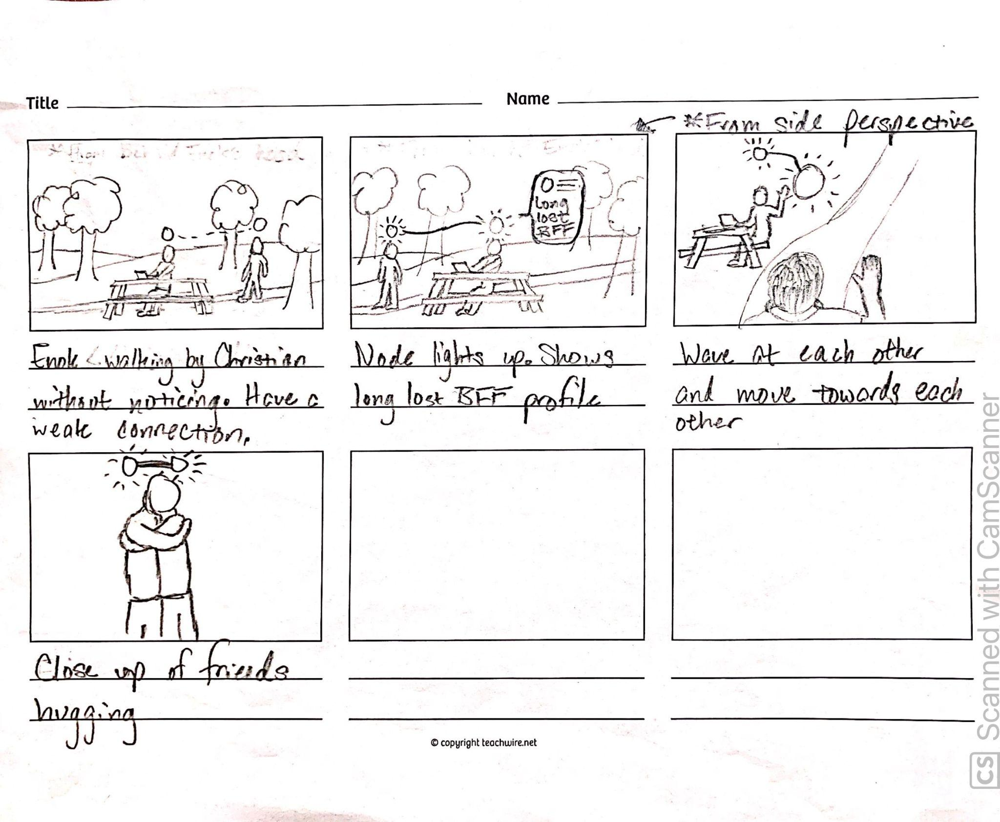 Title
Name
*From side perspective
long
lost
BFF
Enok walking by Christian
without noticing. Have a
weak connection.
Node lights up. Shows
long lost BFF profile
Wave at each other
and move towards each
other
Close up of friends
hugging
© copyright teachwire.net
CS Scanned with CamScanner